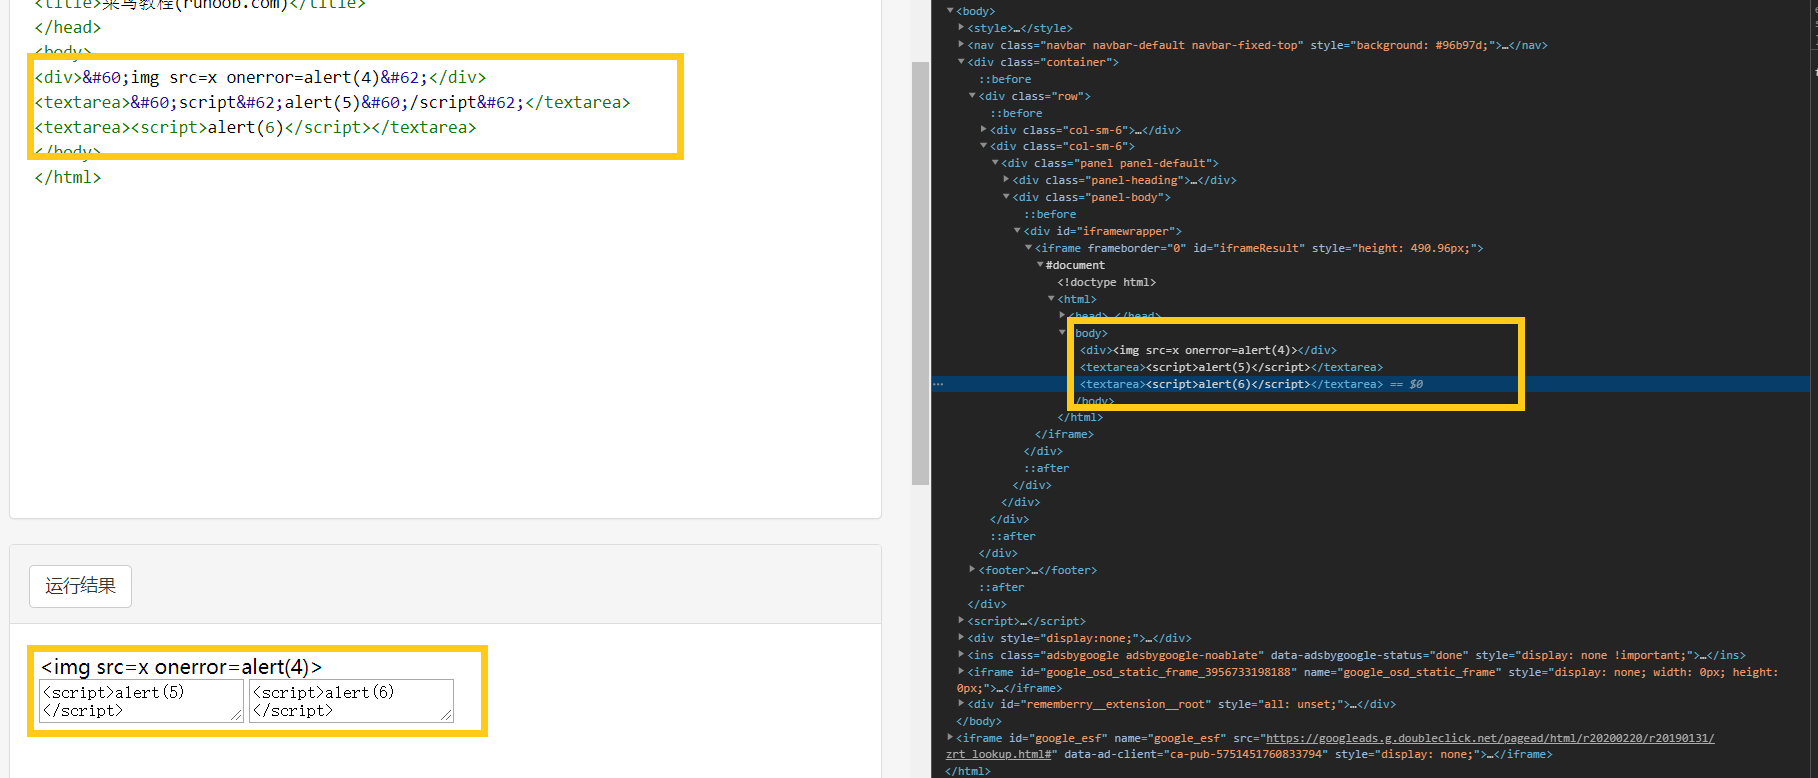 <title>菜鸟教程(runoob.com)</title>
</head>
<body>
<div>&#60;img src=x onerror=alert(4)&#62;</div>
<textarea>&#60;script&#62;alert(5)&#60;/script&#62;</textarea>
<textarea><script>alert(6)</script></textarea>
</body>
</html>
运行结果
<img src=x onerror=alert(4)>
<script>alert(5)
</script>
<script>alert(6)
</script>
<body>
<style>…</style>
<nav class="navbar navbar-default navbar-fixed-top" style="background: #96b97d;">…</nav>
<div class="container">
::before
<div class="row">
::before
<div class="col-sm-6">…</div>
<div class="col-sm-6">
<div class="panel panel-default">
<div class="panel-heading">…</div>
<div class="panel-body">
::before
<div id="iframewrapper">
<iframe frameborder="0" id="iframeResult" style="height: 490.96px;">
#document
<!doctype html>
<html>
<head>…</head>
body>
<div><img src=x onerror=alert(4)></div>
<textarea><script>alert(5)</script></textarea>
… <textarea><script>alert(6)</script></textarea> == $0
/body>
</html>
</iframe>
</div>
::after
</div>
</div>
</div>
::after
</div>
<footer>…</footer>
::after
</div>
<script>…</script>
<div style="display:none;">…</div>
<ins class="adsbygoogle adsbygoogle-noablate" data-adsbygoogle-status="done" style="display: none !important;">…</ins>
<iframe id="google_osd_static_frame_3956733198188" name="google_osd_static_frame" style="display: none; width: 0px; height:
0px;">…</iframe>
<div id="rememberry__extension__root" style="all: unset;">…</div>
</body>
<iframe id="google_esf" name="google_esf" src="https://googleads.g.doubleclick.net/pagead/html/r20200220/r20190131/
zrt_lookup.html#" data-ad-client="ca-pub-5751451760833794" style="display: none;">…</iframe>
</html>